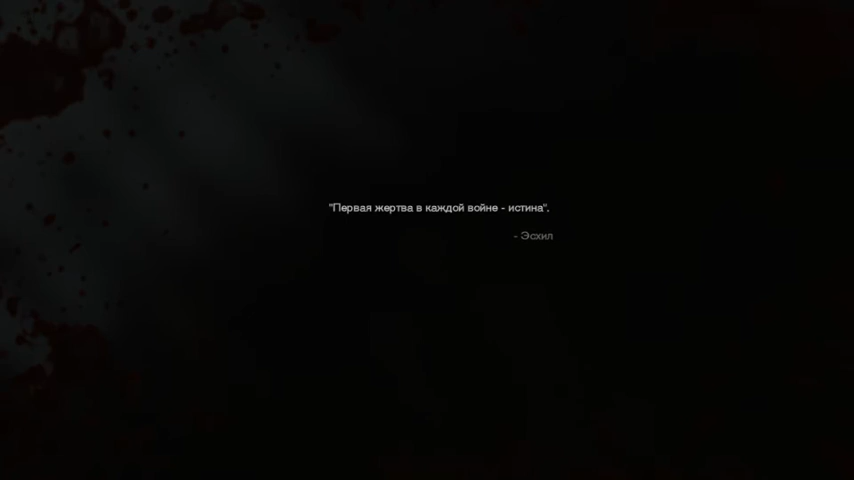 "Первая жертва в каждой войне - истина".
- Эсхил